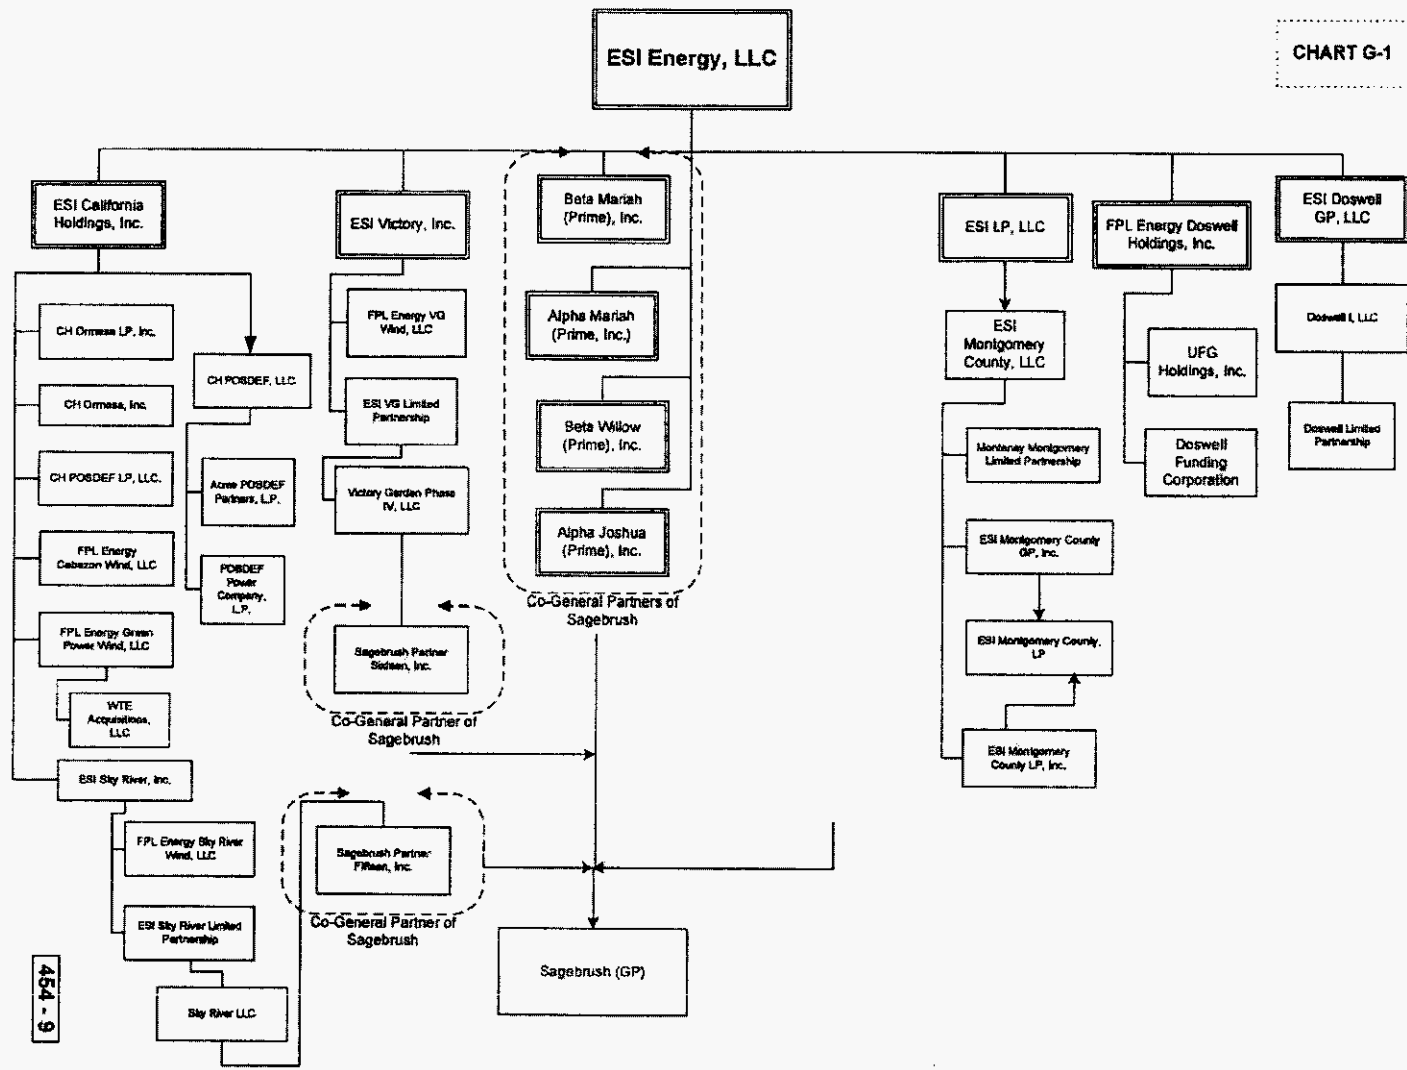 ESI Energy, LLC
CHART G-1
ESI California
Holdings, Inc.
ESI Victory, Inc.
Beta Mariah
(Prime), Inc.
ESI LP, LLC
FPL Energy Doswell
Holdings, Inc.
ESI Doswell
GP, LLC
CH Ormesa LP, Inc.
CH Ormesa, Inc.
CH POSDEF LP, LLC.
FPL Energy
Cabazon Wind, LLC
FPL Energy Green
Power Wind, LLC
WTE
Acquisitions,
LLC
ESI Sky River, Inc.
FPL Energy Sky River
Wind, LLC
ESI Sky River Limited
Partnership
Sky River LLC
CH POSDEF, LLC
Acme POSDEF
Partners, L.P.
POSDEF
Power
Company,
L.P.
FPL Energy VG
Wind, LLC
ESI VG Limited
Partnership
Victory Garden Phase
IV, LLC
Sagebrush Partner
Sixteen, Inc.
Co-General Partner of
Sagebrush
Sagebrush Partner
Fifteen, Inc.
Co-General Partner of
Sagebrush
Alpha Mariah
(Prime, Inc.)
Beta Willow
(Prime), Inc.
Alpha Joshua
(Prime), Inc.
Co-General Partners of
Sagebrush
Sagebrush (GP)
ESI
Montgomery
County, LLC
Montenay Montgomery
Limited Partnership
ESI Montgomery County
GP, Inc.
ESI Montgomery County,
LP
ESI Montgomery
County LP, Inc.
UFG
Holdings, Inc.
Doswell
Funding
Corporation
Doswell I, LLC
Doswell Limited
Partnership
454 - 9